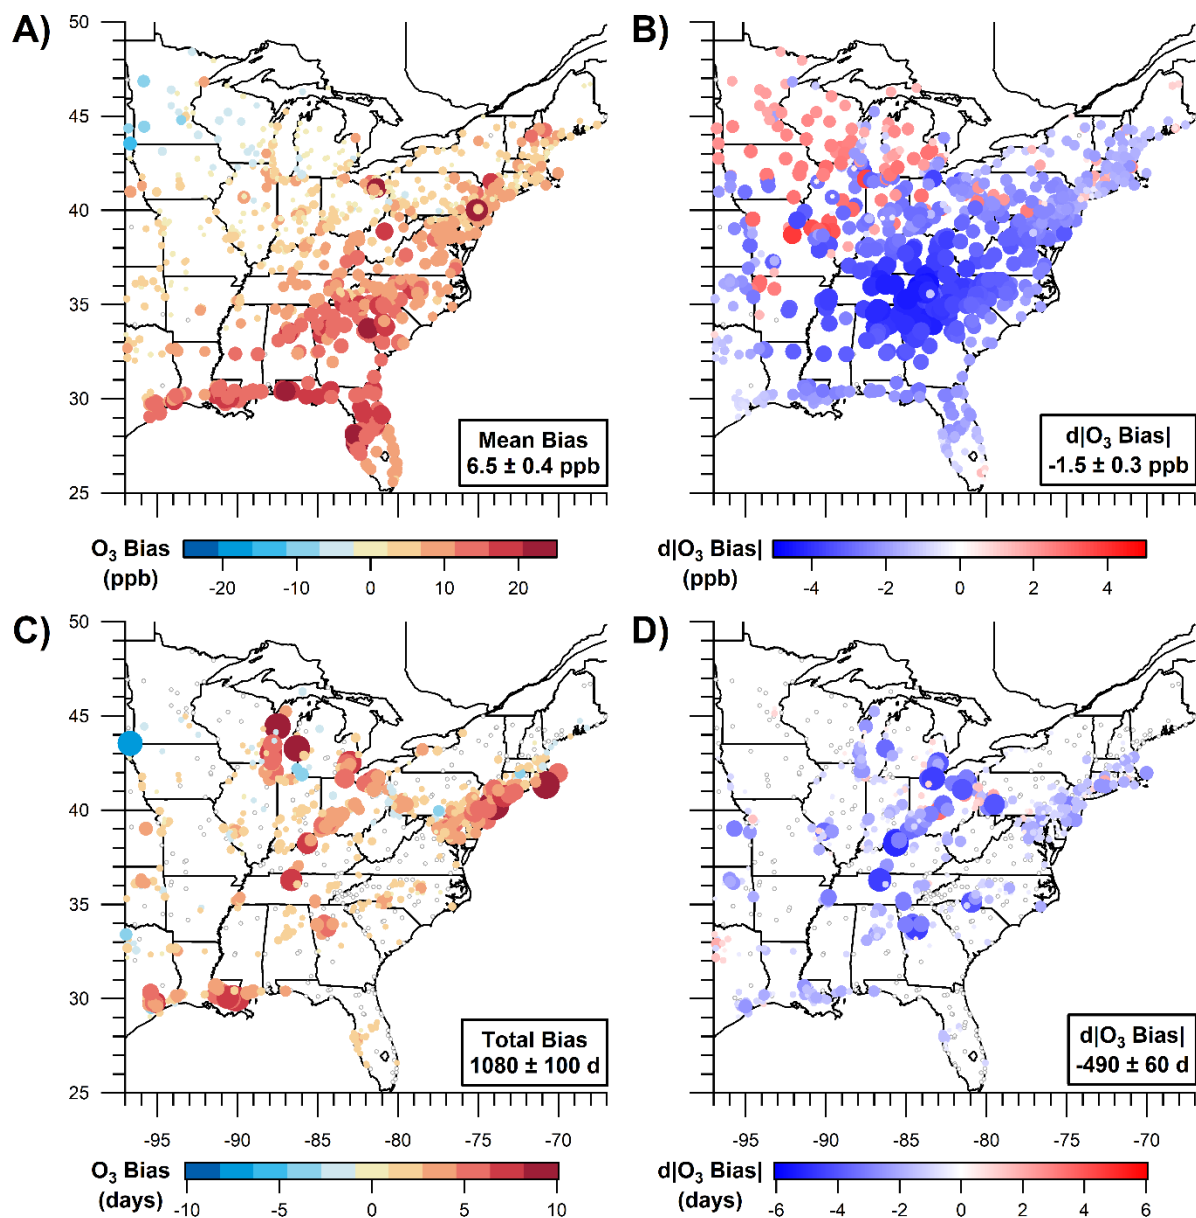 A)
B)
50
45
40
35
30
25
Mean Bias
6.5 ± 0.4 ppb
d|O₃ Bias|
-1.5 ± 0.3 ppb
O₃ Bias
(ppb)
-20 -10 0 10 20
d|O₃ Bias|
(ppb)
-4 -2 0 2 4
C)
D)
50
45
40
35
30
25
Total Bias
1080 ± 100 d
d|O₃ Bias|
-490 ± 60 d
-95 -90 -85 -80 -75 -70
-95 -90 -85 -80 -75 -70
O₃ Bias
(days)
-10 -5 0 5 10
d|O₃ Bias|
(days)
-6 -4 -2 0 2 4 6